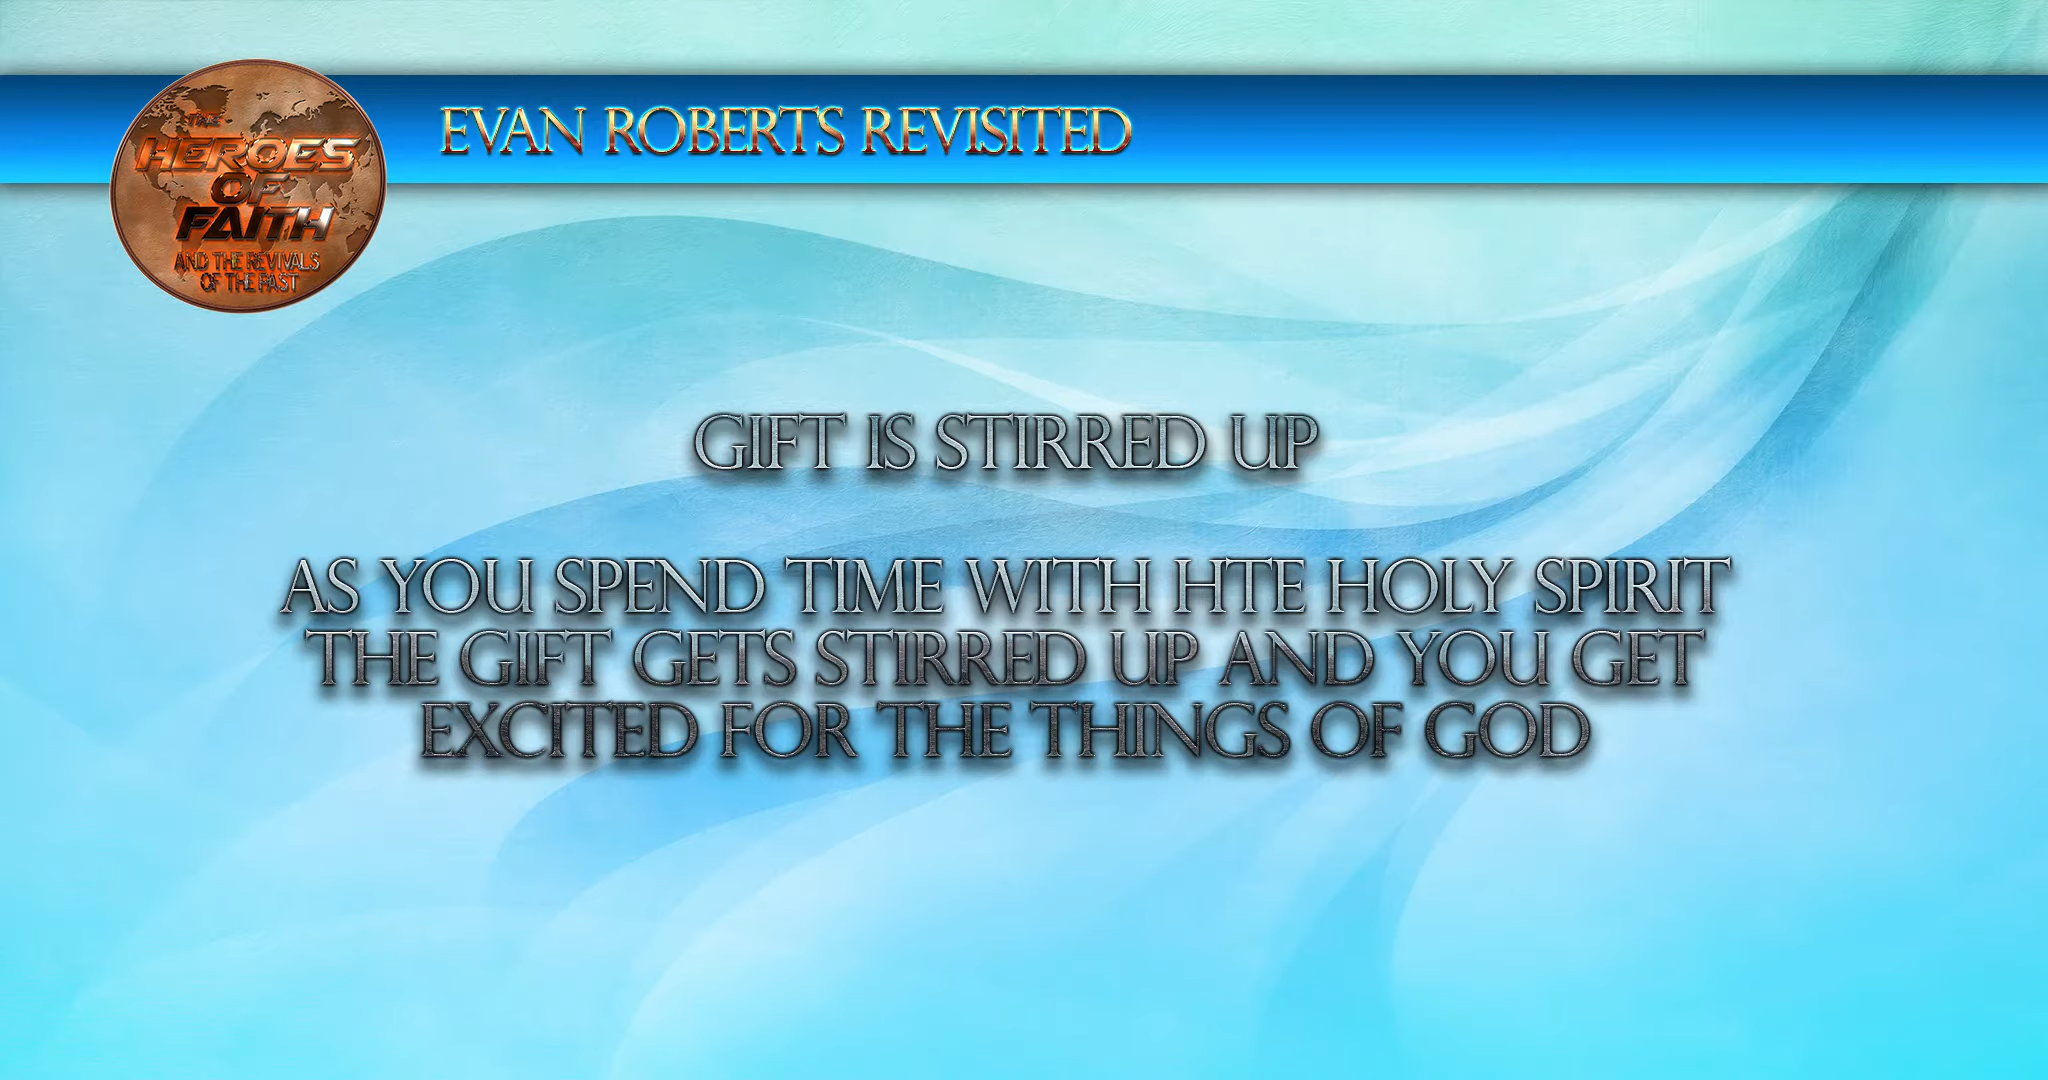 THE
HEROES
OF
FAITH
AND THE REVIVALS
OF THE PAST
EVAN ROBERTS REVISITED
GIFT IS STIRRED UP
AS YOU SPEND TIME WITH HTE HOLY SPIRIT
THE GIFT GETS STIRRED UP AND YOU GET
EXCITED FOR THE THINGS OF GOD